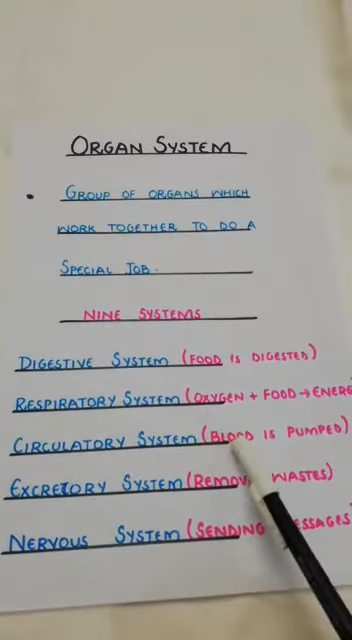 ORGAN SYSTEM
• GROUP OF ORGANS WHICH
WORK TOGETHER TO DO A
SPECIAL JOB.
NINE SYSTEMS
DIGESTIVE SYSTEM (FOOD IS DIGESTED)
RESPIRATORY SYSTEM (OXYGEN + FOOD → ENERG
CIRCULATORY SYSTEM (BLOOD IS PUMPED)
EXCRETORY SYSTEM (REMOV WASTES)
NERVOUS SYSTEM (SENDING ESSAGES